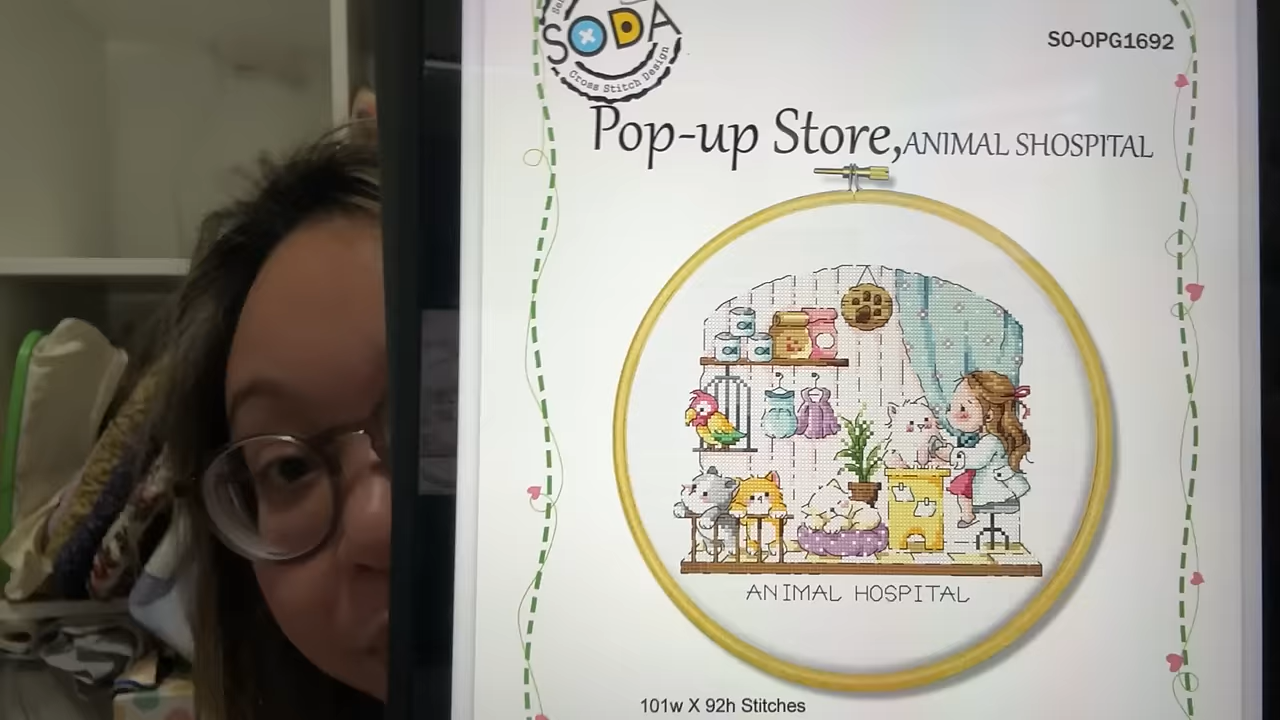 SODA
Cross Stitch Design
SO-OPG1692
Pop-up Store, ANIMAL SHOSPITAL
ANIMAL HOSPITAL
101w X 92h Stitches